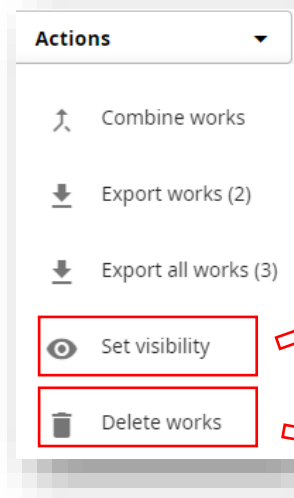 Actions
Combine works
Export works (2)
Export all works (3)
Set visibility
Delete works